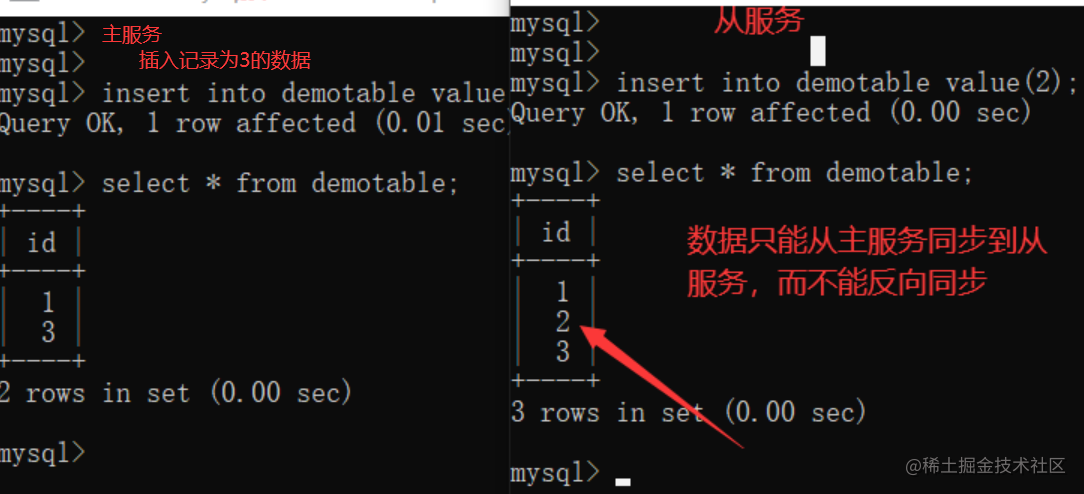 mysql> 主服务
mysql> 插入记录为3的数据
mysql> insert into demotable value
Query OK, 1 row affected (0.01 sec)
mysql> select * from demotable;
+----+
| id |
+----+
| 1 |
| 3 |
+----+
2 rows in set (0.00 sec)
mysql>
mysql> 从服务
mysql>
mysql> insert into demotable value(2);
Query OK, 1 row affected (0.00 sec)
mysql> select * from demotable;
+----+
| id |
+----+
| 1 |
| 2 |
| 3 |
+----+
3 rows in set (0.00 sec)
mysql>
数据只能从主服务同步到从
服务，而不能反向同步
@稀土掘金技术社区